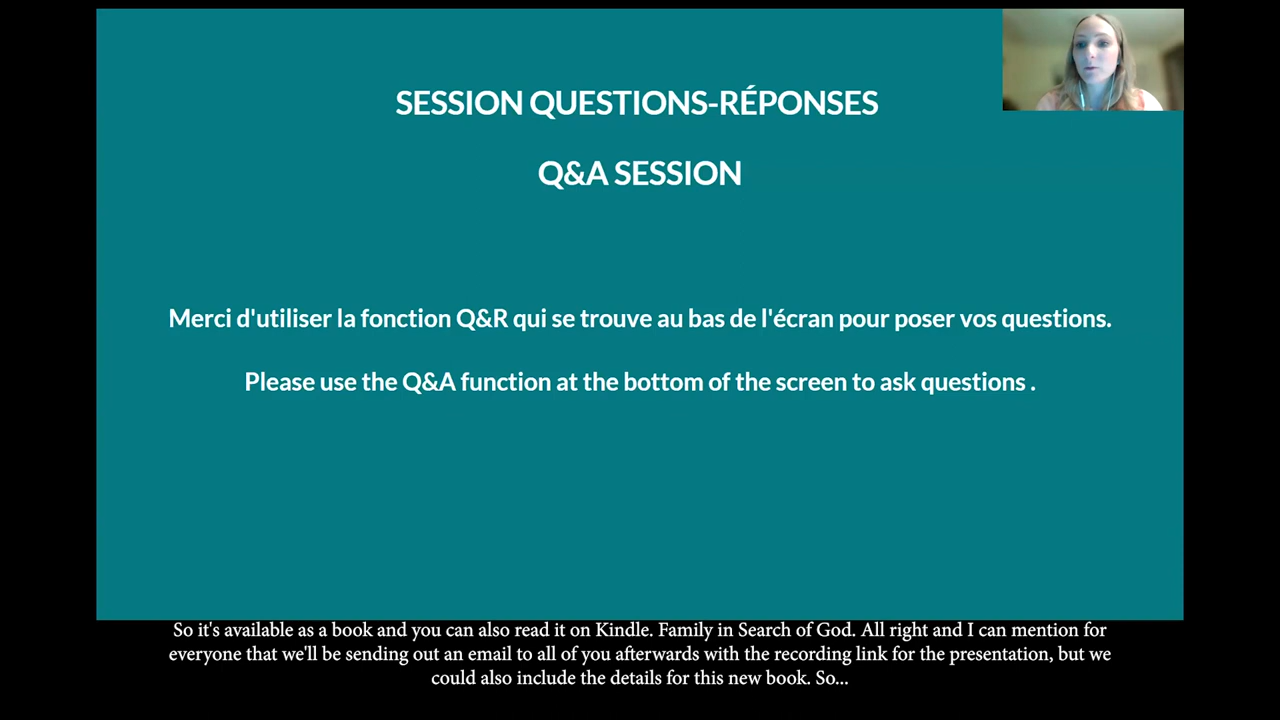 SESSION QUESTIONS-RÉPONSES
Q&A SESSION
Merci d'utiliser la fonction Q&R qui se trouve au bas de l'écran pour poser vos questions.
Please use the Q&A function at the bottom of the screen to ask questions .
So it's available as a book and you can also read it on Kindle. Family in Search of God. All right and I can mention for
everyone that we'll be sending out an email to all of you afterwards with the recording link for the presentation, but we
could also include the details for this new book. So...